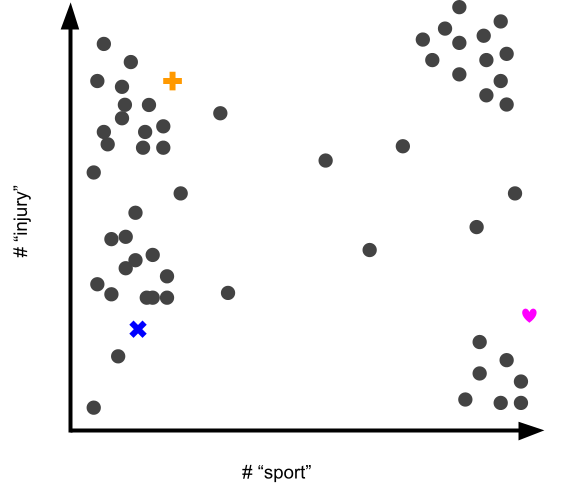 # “injury”
# “sport”